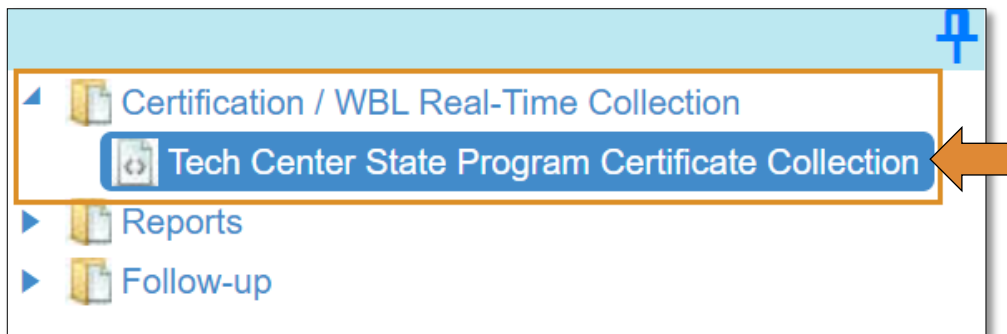 Certification / WBL Real-Time Collection
Tech Center State Program Certificate Collection
Reports
Follow-up